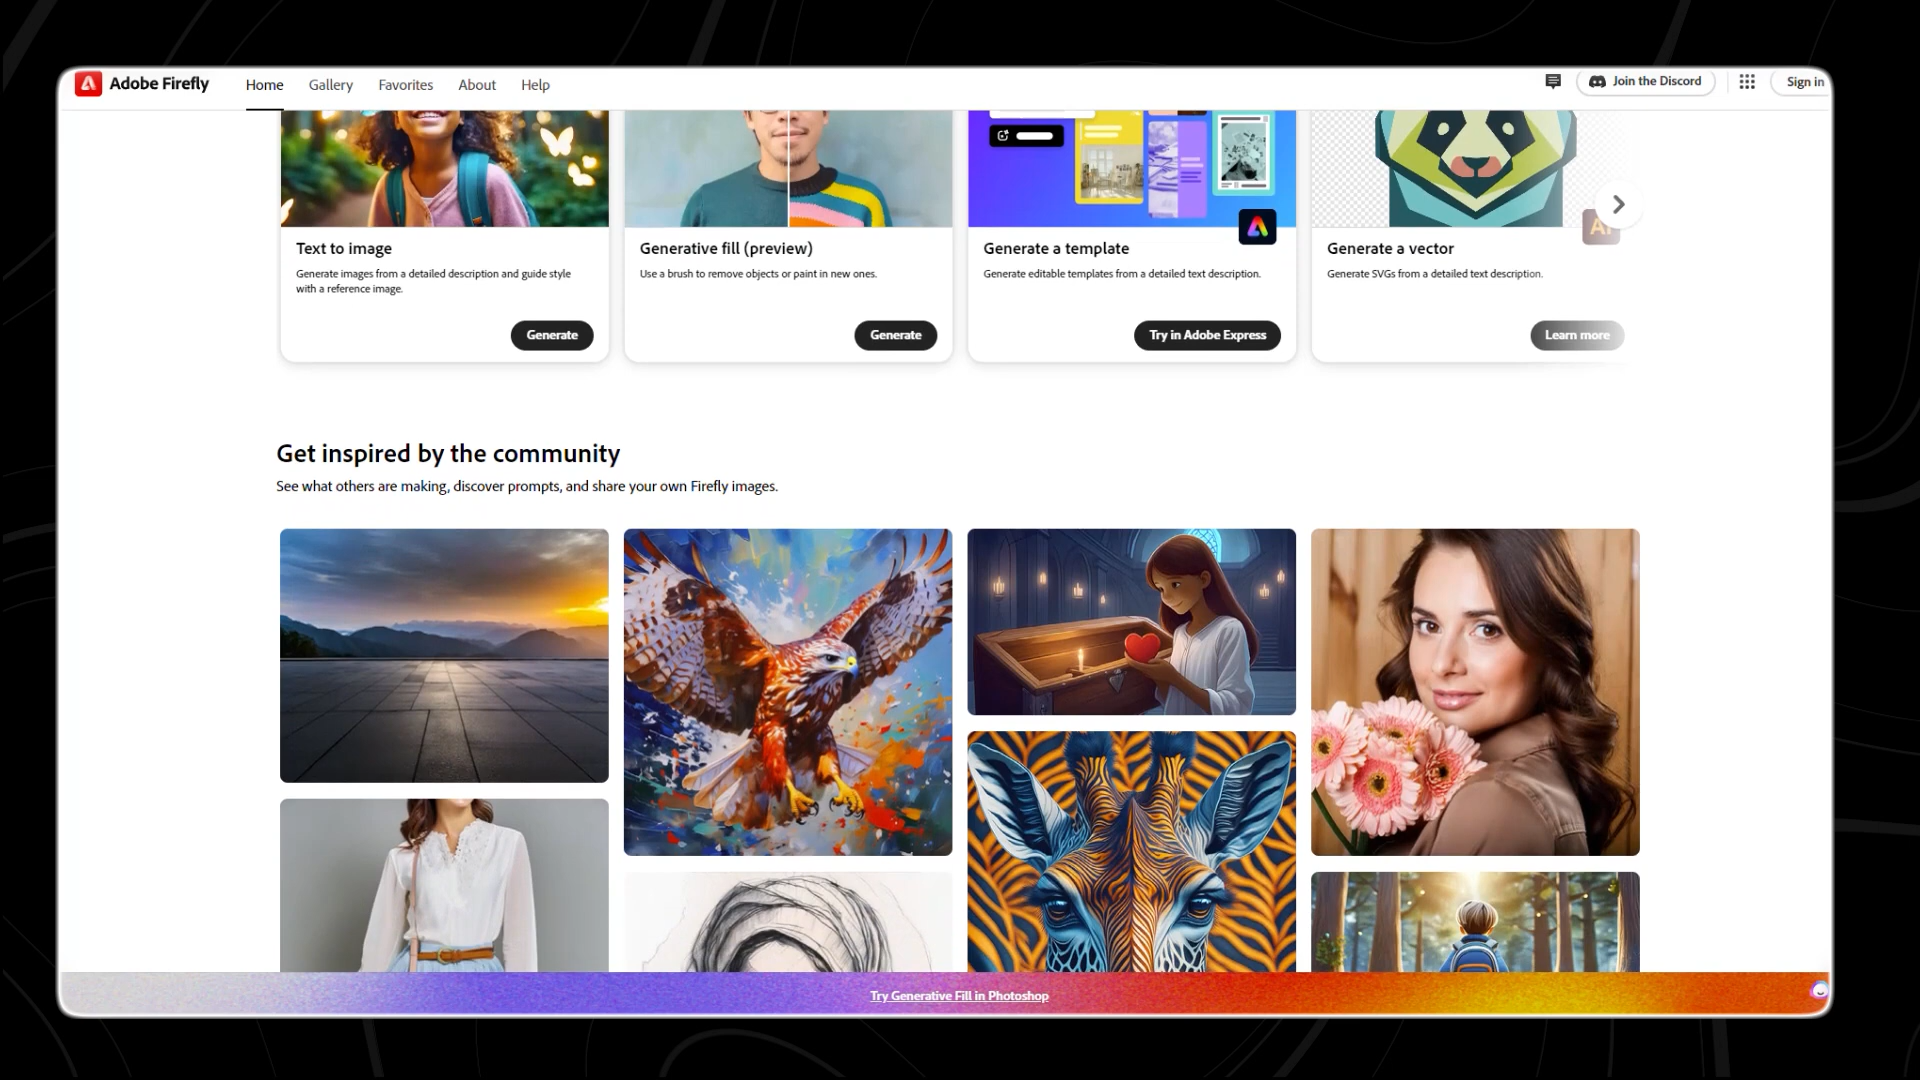 Adobe Firefly
Home
Gallery
Favorites
About
Help
Join the Discord
Sign in
Text to image
Generate images from a detailed description and guide style
with a reference image.
Generate
Generative fill (preview)
Use a brush to remove objects or paint in new ones.
Generate
Generate a template
Generate editable templates from a detailed text description.
Try in Adobe Express
Ai
Generate a vector
Generate SVGs from a detailed text description.
Learn more
Get inspired by the community
See what others are making, discover prompts, and share your own Firefly images.
Try Generative Fill in Photoshop